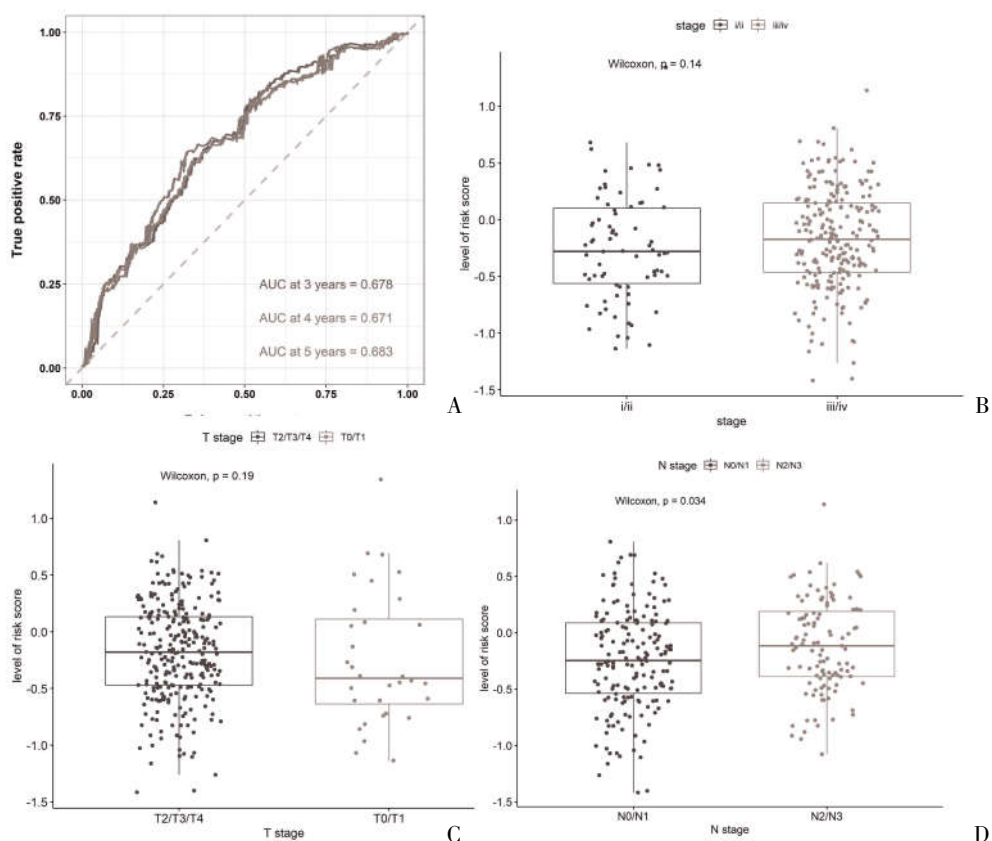 1.00
0.75
0.50
0.25
0.00
True positive rate
AUC at 3 years = 0.678
AUC at 4 years = 0.671
AUC at 5 years = 0.683
0.00 0.25 0.50 0.75 1.00
A
stage i/ii iii/iv
Wilcoxon, p = 0.14
1.0
0.5
0.0
-0.5
-1.0
-1.5
level of risk score
i/ii iii/iv
stage
B
T stage T2/T3/T4 T0/T1
Wilcoxon, p = 0.19
1.0
0.5
0.0
-0.5
-1.0
-1.5
level of risk score
T2/T3/T4 T0/T1
T stage
C
N stage N0/N1 N2/N3
Wilcoxon, p = 0.034
1.0
0.5
0.0
-0.5
-1.0
-1.5
level of risk score
N0/N1 N2/N3
N stage
D